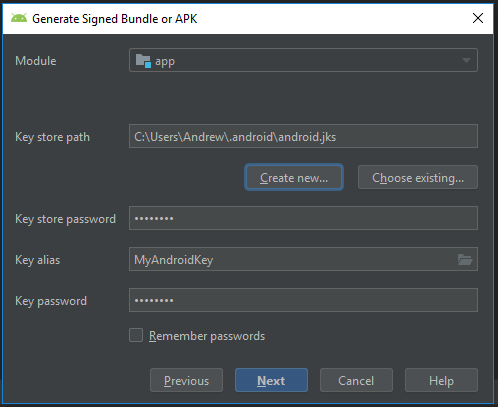 Generate Signed Bundle or APK
Module
app
Key store path
C:\Users\Andrew\.android\android.jks
Create new...
Choose existing...
Key store password
••••••••
Key alias
MyAndroidKey
Key password
••••••••
Remember passwords
Previous
Next
Cancel
Help